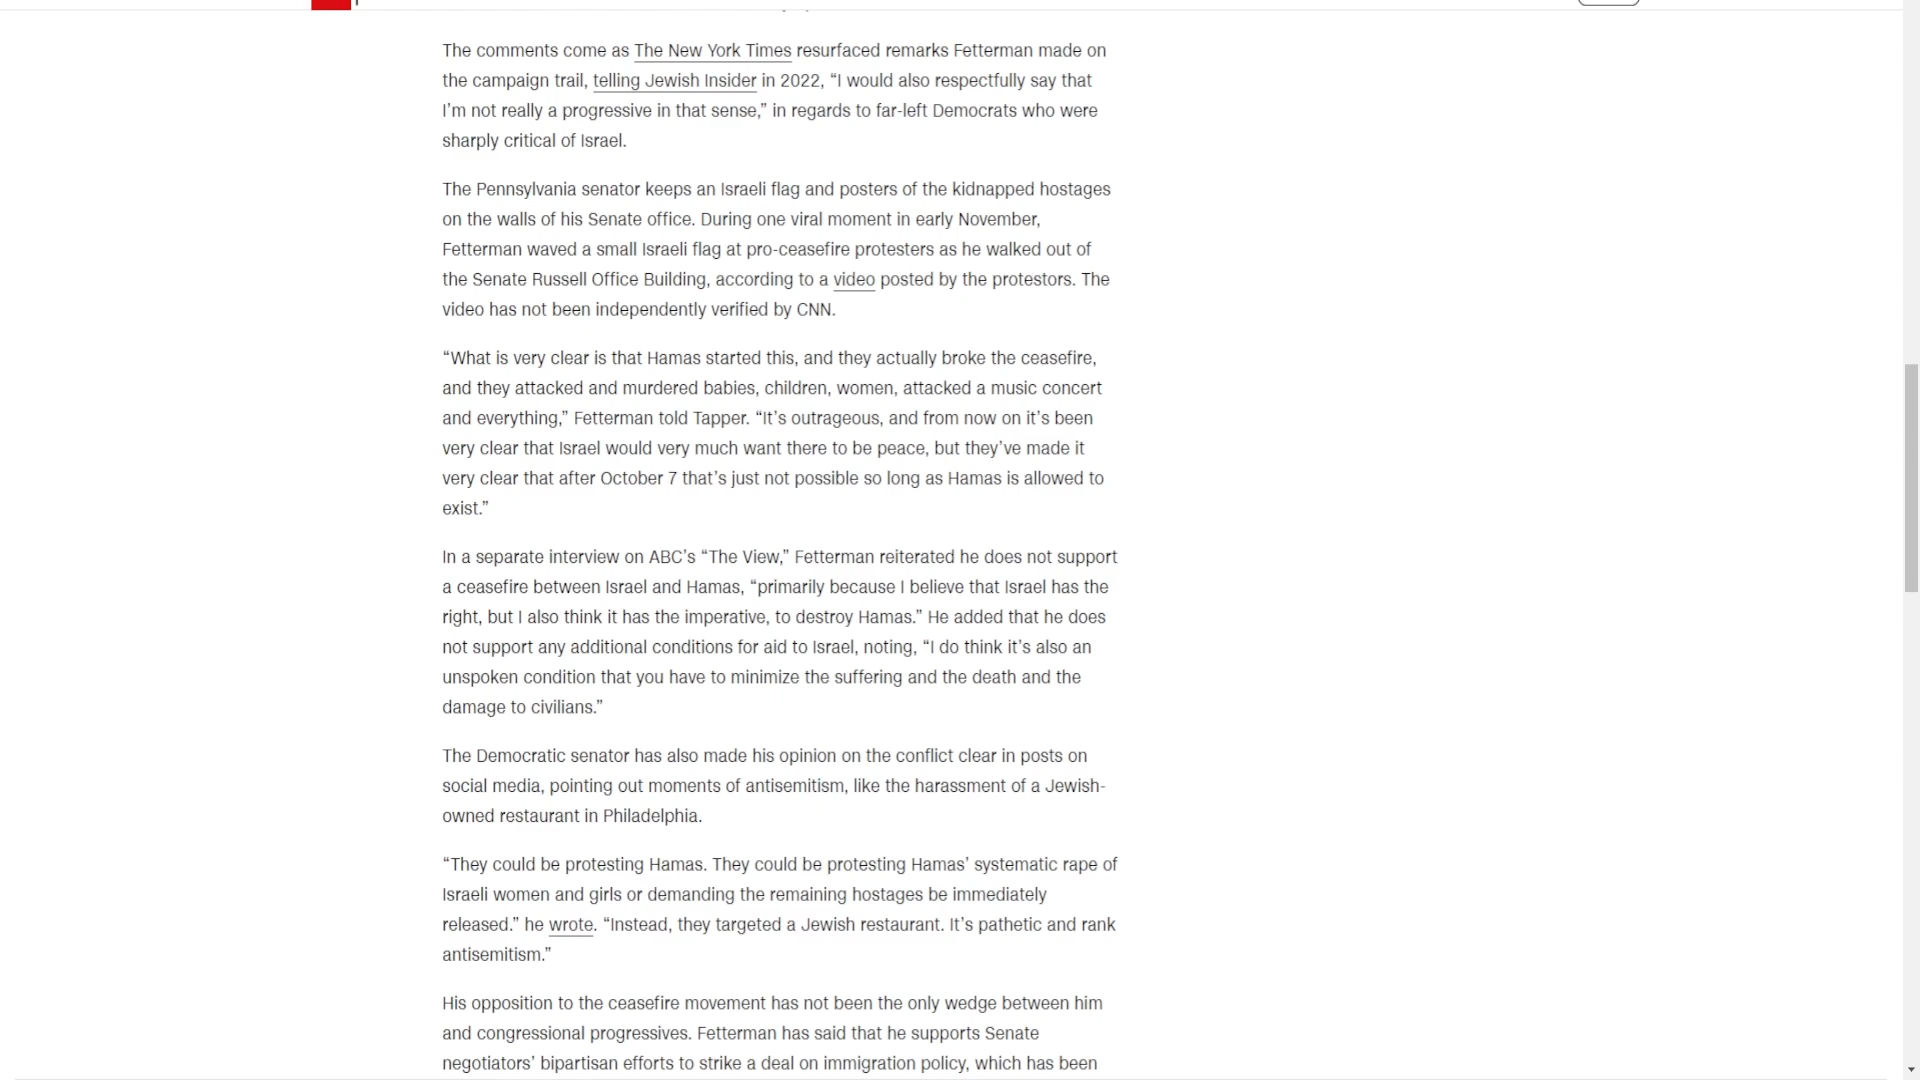 The comments come as The New York Times resurfaced remarks Fetterman made on
the campaign trail, telling Jewish Insider in 2022, “I would also respectfully say that
I’m not really a progressive in that sense,” in regards to far-left Democrats who were
sharply critical of Israel.
The Pennsylvania senator keeps an Israeli flag and posters of the kidnapped hostages
on the walls of his Senate office. During one viral moment in early November,
Fetterman waved a small Israeli flag at pro-ceasefire protesters as he walked out of
the Senate Russell Office Building, according to a video posted by the protestors. The
video has not been independently verified by CNN.
“What is very clear is that Hamas started this, and they actually broke the ceasefire,
and they attacked and murdered babies, children, women, attacked a music concert
and everything,” Fetterman told Tapper. “It’s outrageous, and from now on it’s been
very clear that Israel would very much want there to be peace, but they’ve made it
very clear that after October 7 that’s just not possible so long as Hamas is allowed to
exist.”
In a separate interview on ABC’s “The View,” Fetterman reiterated he does not support
a ceasefire between Israel and Hamas, “primarily because I believe that Israel has the
right, but I also think it has the imperative, to destroy Hamas.” He added that he does
not support any additional conditions for aid to Israel, noting, “I do think it’s also an
unspoken condition that you have to minimize the suffering and the death and the
damage to civilians.”
The Democratic senator has also made his opinion on the conflict clear in posts on
social media, pointing out moments of antisemitism, like the harassment of a Jewish-
owned restaurant in Philadelphia.
“They could be protesting Hamas. They could be protesting Hamas’ systematic rape of
Israeli women and girls or demanding the remaining hostages be immediately
released.” he wrote. “Instead, they targeted a Jewish restaurant. It’s pathetic and rank
antisemitism.”
His opposition to the ceasefire movement has not been the only wedge between him
and congressional progressives. Fetterman has said that he supports Senate
negotiators’ bipartisan efforts to strike a deal on immigration policy, which has been